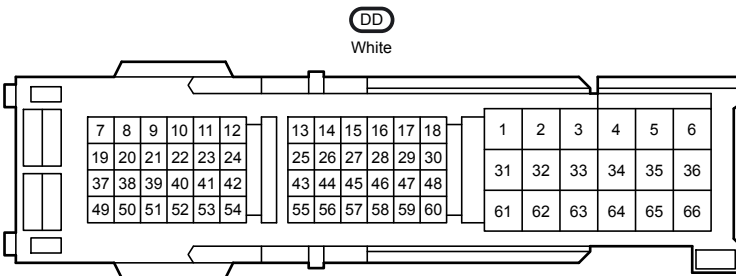 DD
White
7 8 9 10 11 12 13 14 15 16 17 18 1 2 3 4 5 6
19 20 21 22 23 24 25 26 27 28 29 30 31 32 33 34 35 36
37 38 39 40 41 42 43 44 45 46 47 48
49 50 51 52 53 54 55 56 57 58 59 60 61 62 63 64 65 66